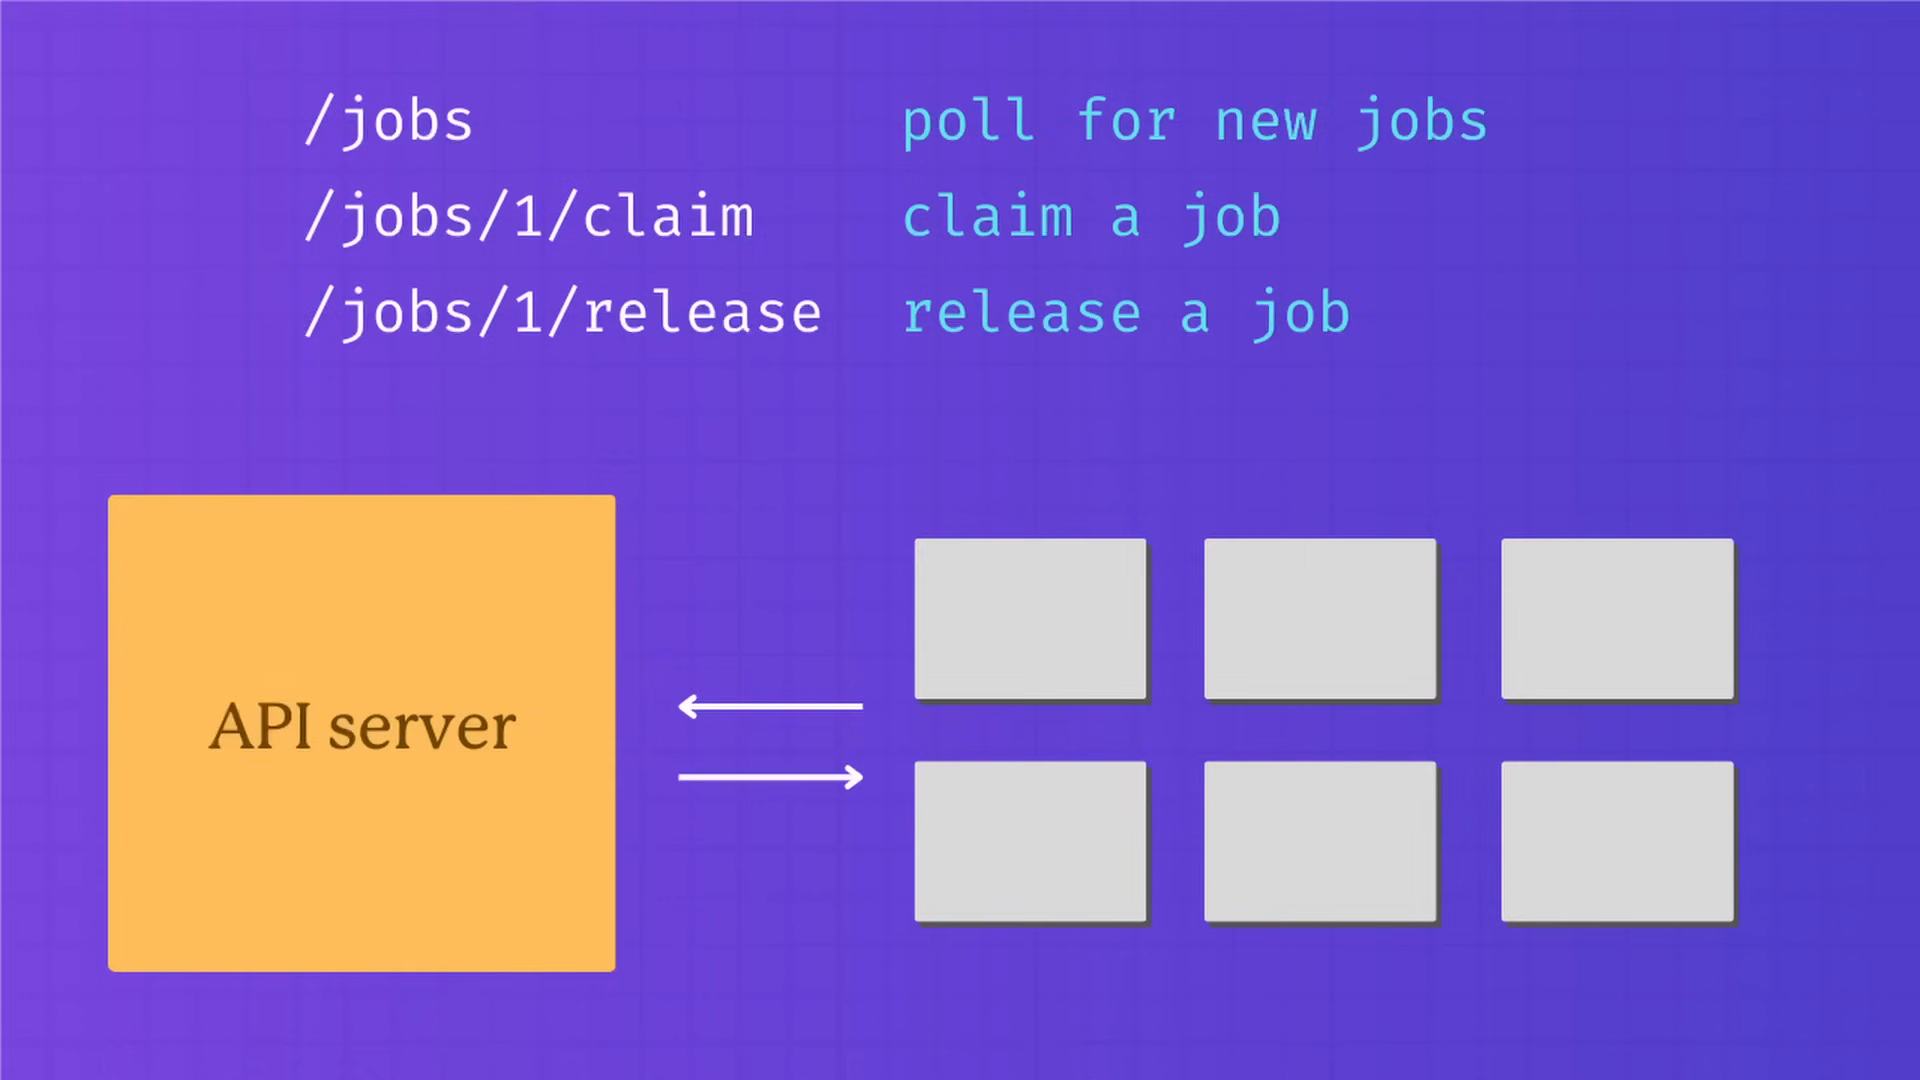 /jobs poll for new jobs
/jobs/1/claim claim a job
/jobs/1/release release a job
API server